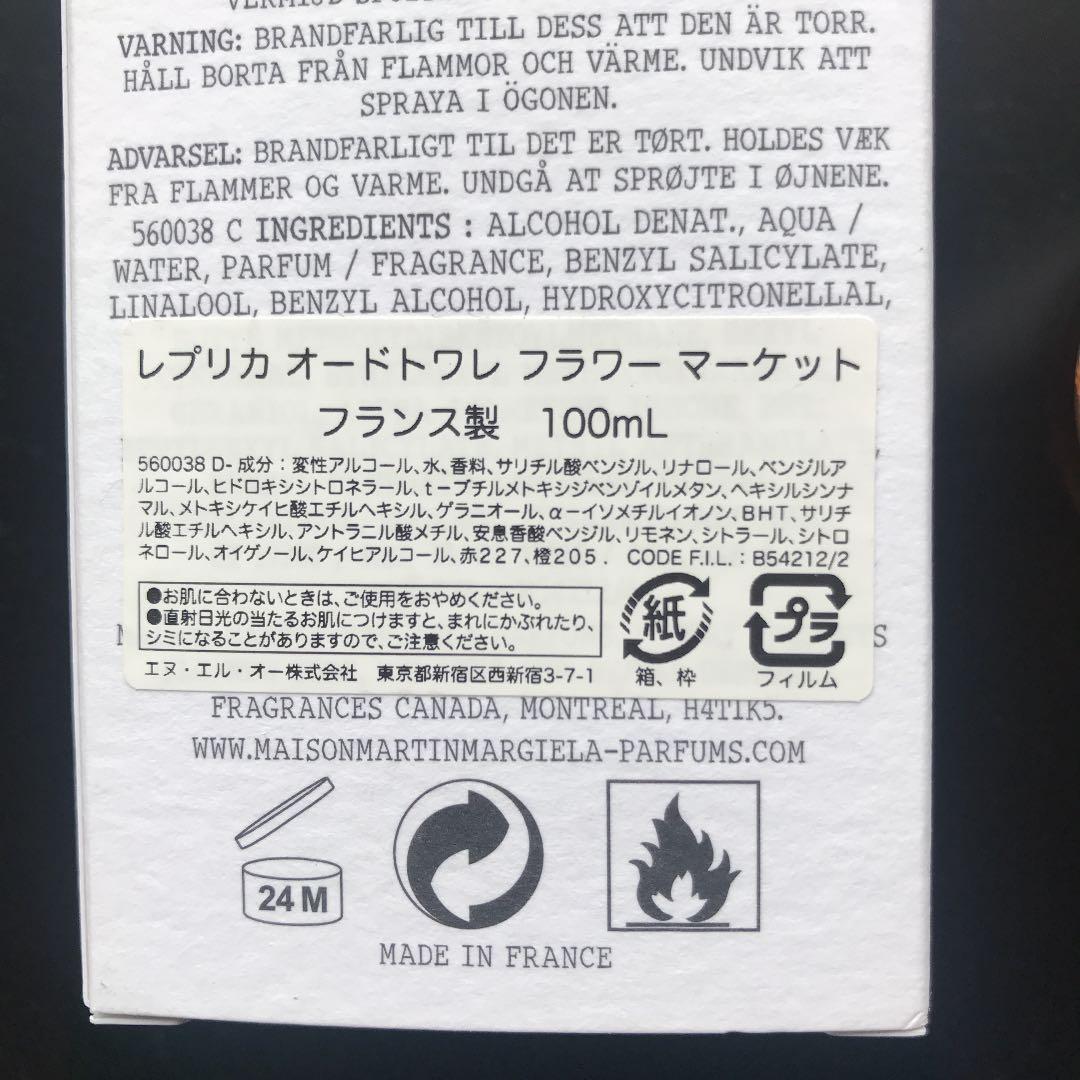 VARNING: BRANDFARLIG TILL DESS ATT DEN ÄR TORR.
HÅLL BORTA FRÅN FLAMMOR OCH VÄRME. UNDVIK ATT
SPRAYA I ÖGONEN.
ADVARSEL: BRANDFARLIGT TIL DET ER TØRT. HOLDES VÆK
FRA FLAMMER OG VARME. UNDGÅ AT SPRØJTE I ØJNENE.
560038 C INGREDIENTS : ALCOHOL DENAT., AQUA /
WATER, PARFUM / FRAGRANCE, BENZYL SALICYLATE,
LINALOOL, BENZYL ALCOHOL, HYDROXYCITRONELLAL,
レプリカ オードトワレ フラワー マーケット
フランス製 100mL
560038 D- 成分：変性アルコール、水、香料、サリチル酸ベンジル、リナロール、ベンジルア
ルコール、ヒドロキシシトロネラール、t－ブチルメトキシジベンゾイルメタン、ヘキシルシンナ
マル、メトキシケイヒ酸エチルヘキシル、ゲラニオール、α－イソメチルイオノン、BHT、サリチ
ル酸エチルヘキシル、アントラニル酸メチル、安息香酸ベンジル、リモネン、シトラール、シトロ
ネロール、オイゲノール、ケイヒアルコール、赤227、橙205． CODE F.I.L.：B54212/2
●お肌に合わないときは、ご使用をおやめください。
●直射日光の当たるお肌につけますと、まれにかぶれたり、
シミになることがありますので、ご注意ください。
紙
プラ
エヌ・エル・オー株式会社 東京都新宿区西新宿3-7-1
箱、枠
フィルム
FRAGRANCES CANADA, MONTREAL, H4T1K5.
WWW.MAISONMARTINMARGIELA-PARFUMS.COM
24 M
MADE IN FRANCE